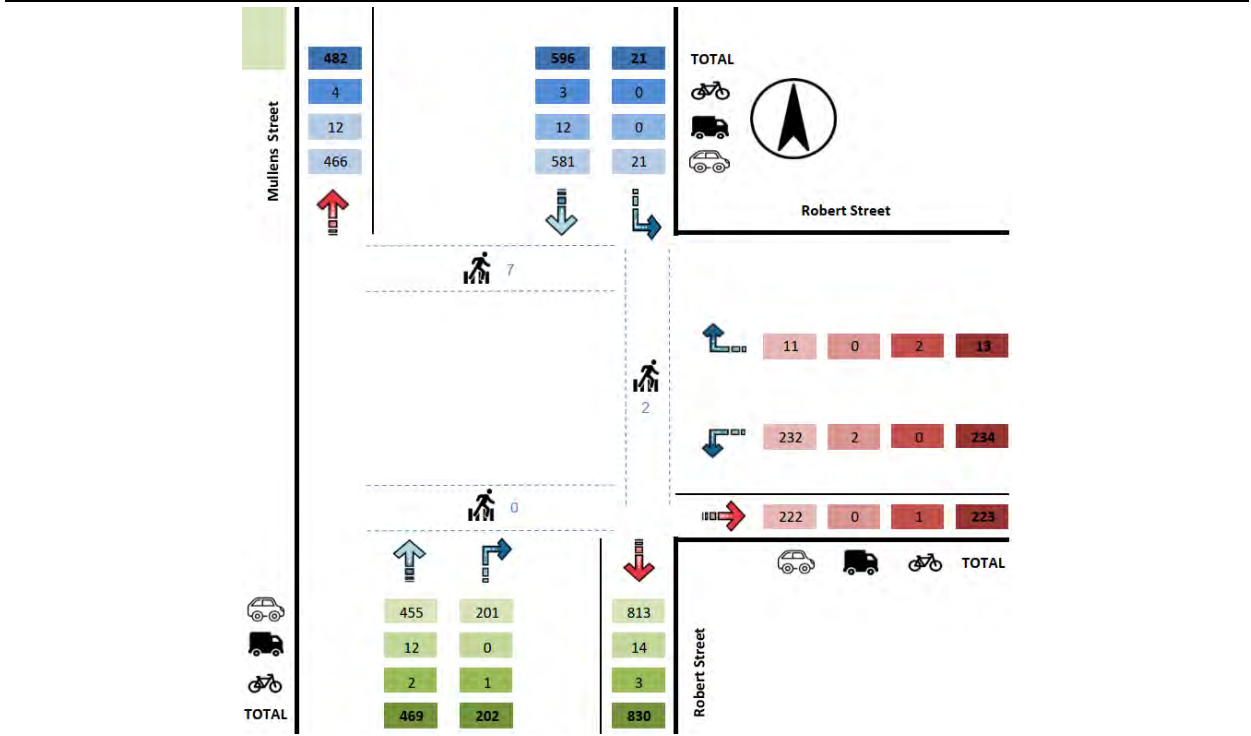 482 596 21 TOTAL
4 3 0
12 12 0
466 581 21
Mullens Street
Robert Street
7
11 0 2 13
2
232 2 0 234
0
222 0 1 223
TOTAL
455 201 813
12 0 14
2 1 3
TOTAL 469 202 830
Robert Street